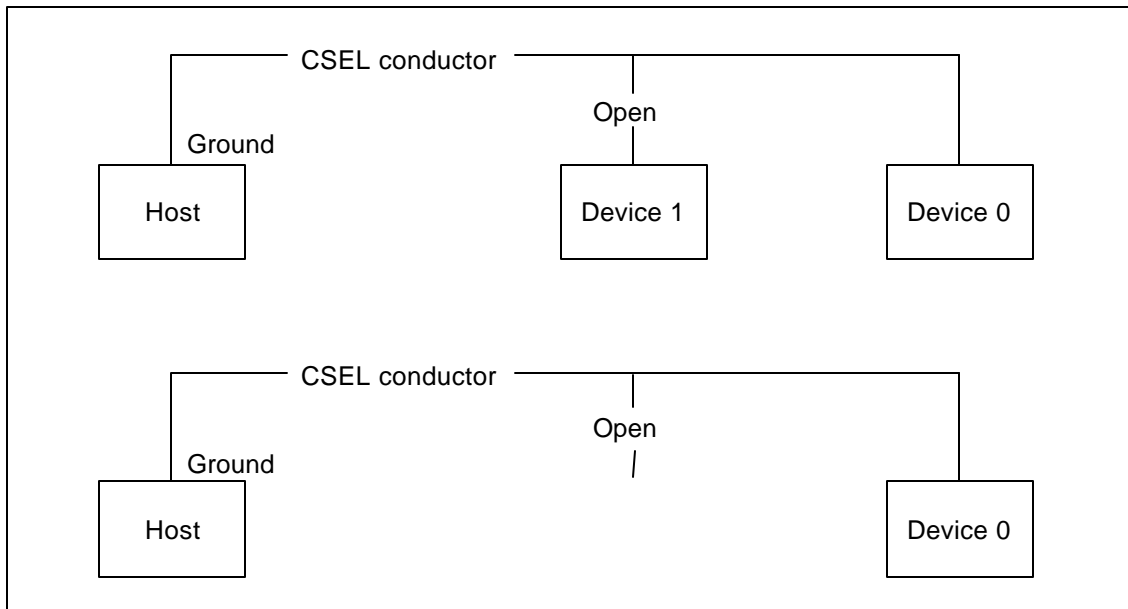 CSEL conductor
Open
Ground
Host
Device 1
Device 0
CSEL conductor
Open
Ground
Host
Device 0